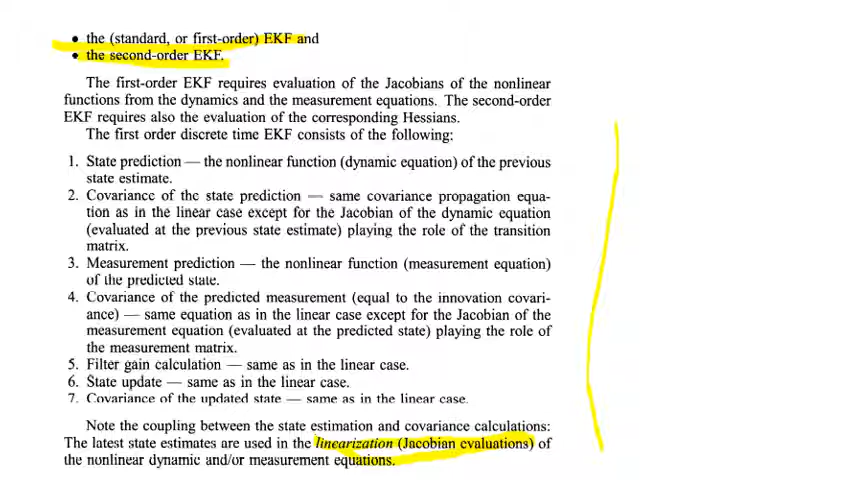 • the (standard, or first-order) EKF and
• the second-order EKF.
The first-order EKF requires evaluation of the Jacobians of the nonlinear
functions from the dynamics and the measurement equations. The second-order
EKF requires also the evaluation of the corresponding Hessians.
The first order discrete time EKF consists of the following:
1. State prediction — the nonlinear function (dynamic equation) of the previous
state estimate.
2. Covariance of the state prediction — same covariance propagation equa-
tion as in the linear case except for the Jacobian of the dynamic equation
(evaluated at the previous state estimate) playing the role of the transition
matrix.
3. Measurement prediction — the nonlinear function (measurement equation)
of the predicted state.
4. Covariance of the predicted measurement (equal to the innovation covari-
ance) — same equation as in the linear case except for the Jacobian of the
measurement equation (evaluated at the predicted state) playing the role of
the measurement matrix.
5. Filter gain calculation — same as in the linear case.
6. State update — same as in the linear case.
7. Covariance of the updated state — same as in the linear case.
Note the coupling between the state estimation and covariance calculations:
The latest state estimates are used in the linearization (Jacobian evaluations) of
the nonlinear dynamic and/or measurement equations.